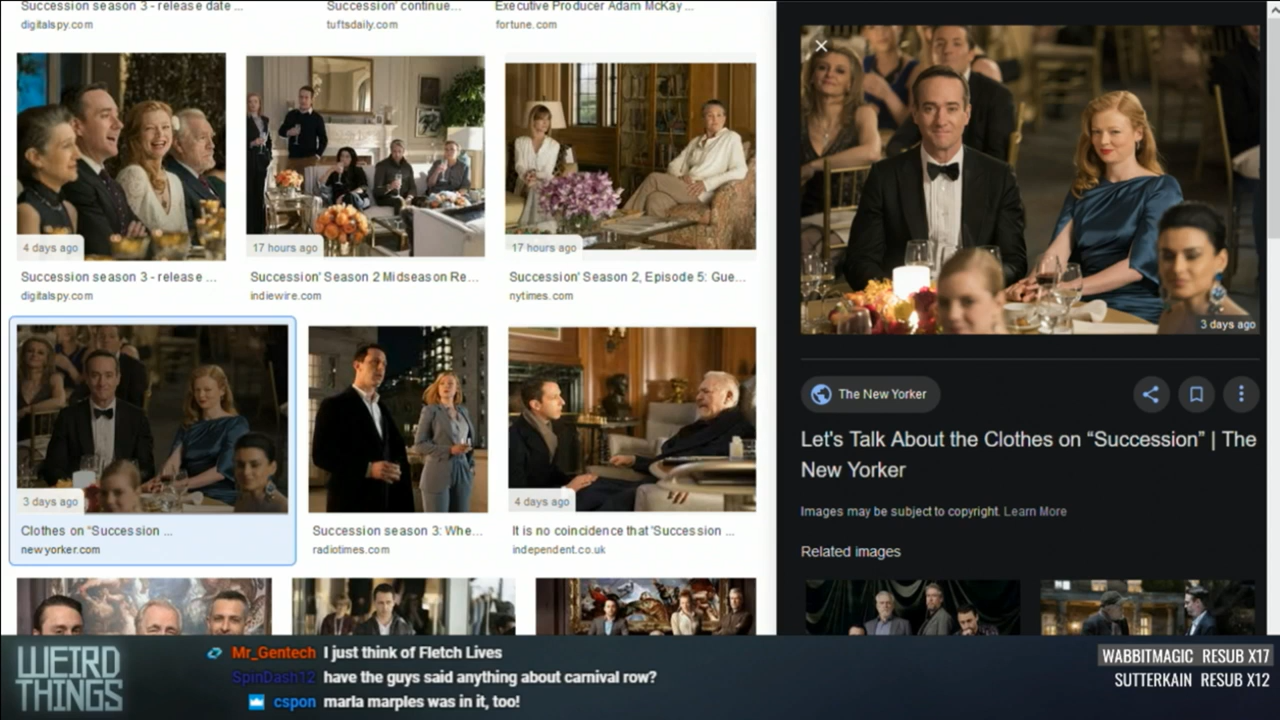 Succession season 3 - release date ...
Succession' continue...
Executive Producer Adam McKay ...
digitalspy.com
tuftsdaily.com
fortune.com
4 days ago
17 hours ago
17 hours ago
Succession season 3 - release ...
Succession' Season 2 Midseason Re...
Succession' Season 2, Episode 5: Gue...
digitalspy.com
indiewire.com
nytimes.com
3 days ago
4 days ago
Clothes on “Succession ...
Succession season 3: Whe...
It is no coincidence that 'Succession ...
newyorker.com
radiotimes.com
independent.co.uk
3 days ago
The New Yorker
Let's Talk About the Clothes on “Succession” | The
New Yorker
Images may be subject to copyright. Learn More
Related images
WEIRD
THINGS
Mr_Gentech I just think of Fletch Lives
SpinDash12 have the guys said anything about carnival row?
cspon marla marples was in it, too!
WABBITMAGIC RESUB X17
SUTTERKAIN RESUB X12